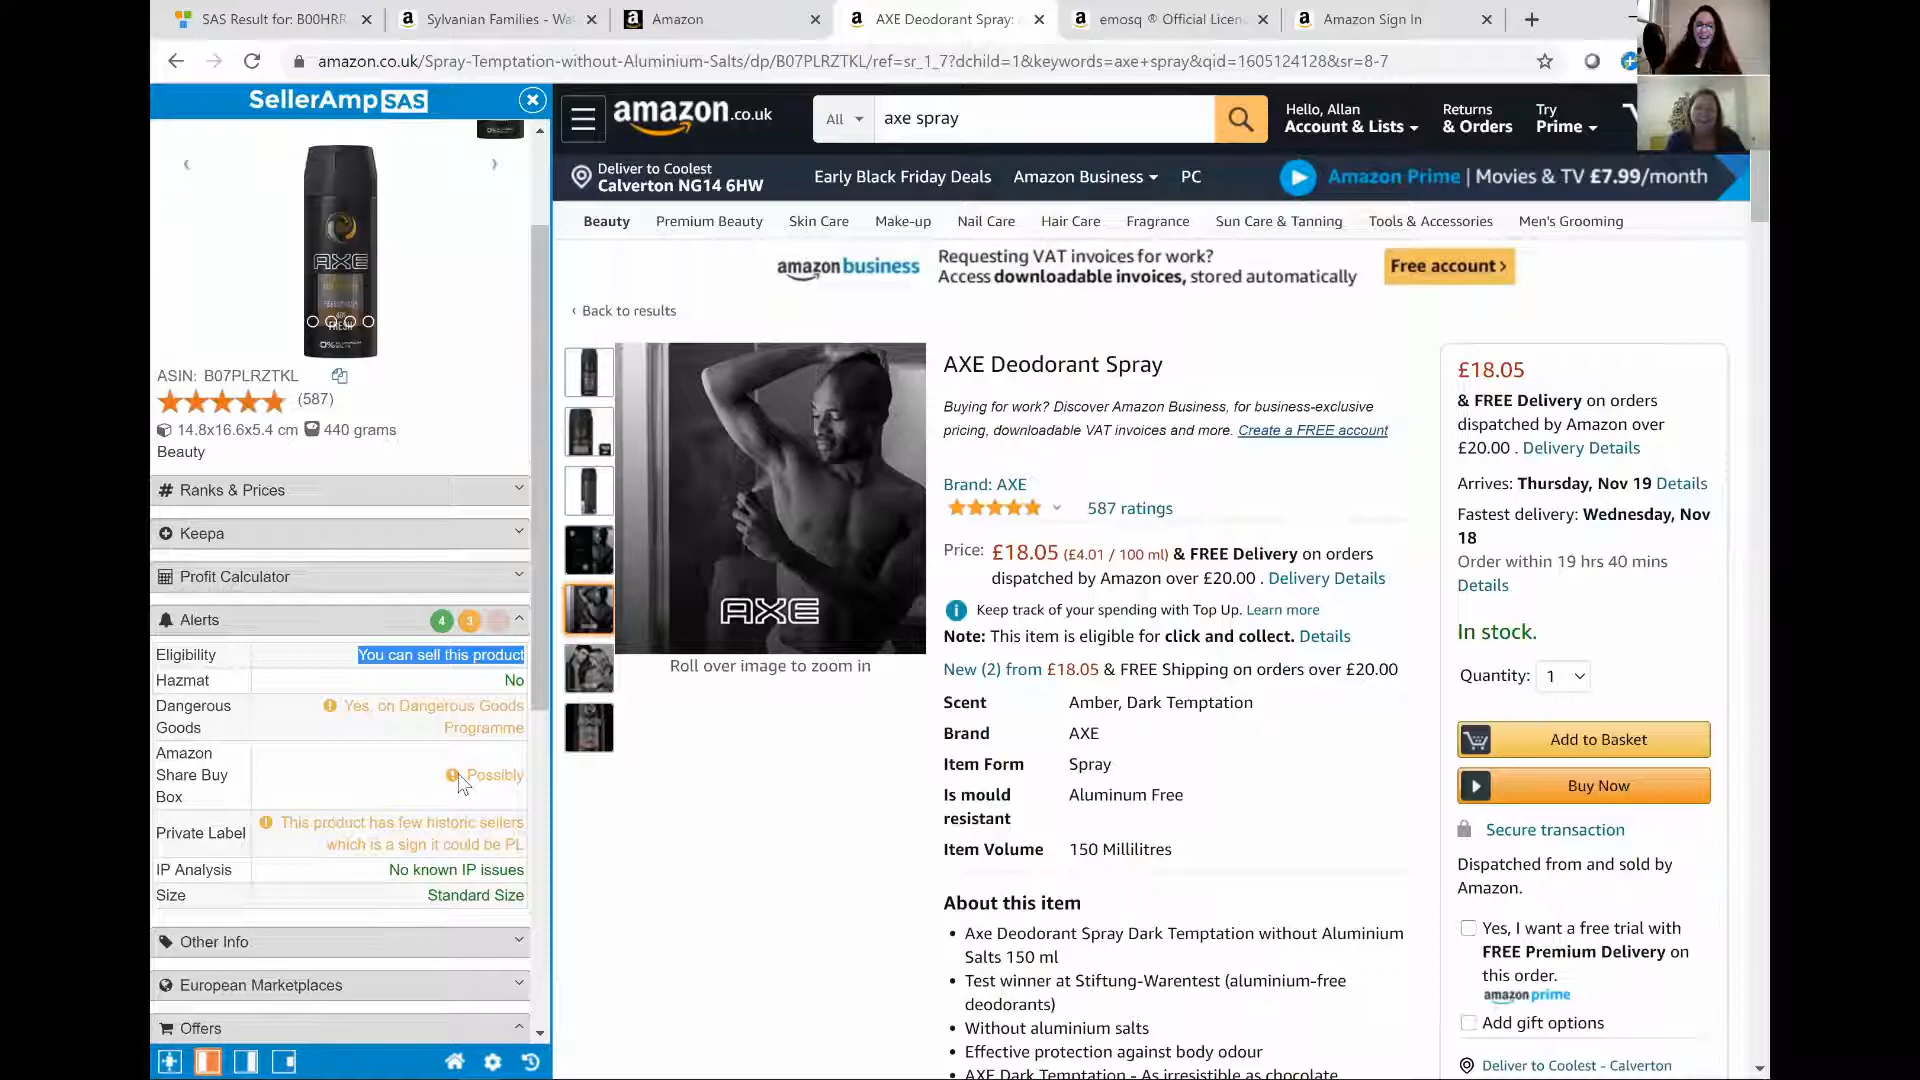 SAS Result for: B00HRR
Sylvanian Families - Wa
Amazon
AXE Deodorant Spray:
emosq ® Official Licen
Amazon Sign In
amazon.co.uk/Spray-Temptation-without-Aluminium-Salts/dp/B07PLRZTKL/ref=sr_1_7?dchild=1&keywords=axe+spray&qid=1605124128&sr=8-7
SellerAmp SAS
AXE
FRESH
0%
ASIN: B07PLRZTKL
(587)
14.8x16.6x5.4 cm 440 grams
Beauty
Ranks & Prices
Keepa
Profit Calculator
Alerts 4 3
Eligibility You can sell this product
Hazmat No
Dangerous Goods Yes, on Dangerous Goods
Programme
Amazon Share Buy Box Possibly
Private Label This product has few historic sellers
which is a sign it could be PL
IP Analysis No known IP issues
Size Standard Size
Other Info
European Marketplaces
Offers
amazon.co.uk
All axe spray
Hello, Allan
Account & Lists
Returns
& Orders
Try
Prime
Deliver to Coolest
Calverton NG14 6HW
Early Black Friday Deals Amazon Business PC
Amazon Prime | Movies & TV £7.99/month
Beauty Premium Beauty Skin Care Make-up Nail Care Hair Care Fragrance Sun Care & Tanning Tools & Accessories Men's Grooming
amazon business
Requesting VAT invoices for work?
Access downloadable invoices, stored automatically
Free account ›
‹ Back to results
AXE
Roll over image to zoom in
AXE Deodorant Spray
Buying for work? Discover Amazon Business, for business-exclusive
pricing, downloadable VAT invoices and more. Create a FREE account
Brand: AXE
587 ratings
Price: £18.05 (£4.01 / 100 ml) & FREE Delivery on orders
dispatched by Amazon over £20.00 . Delivery Details
Keep track of your spending with Top Up. Learn more
Note: This item is eligible for click and collect. Details
New (2) from £18.05 & FREE Shipping on orders over £20.00
Scent Amber, Dark Temptation
Brand AXE
Item Form Spray
Is mould resistant Aluminum Free
Item Volume 150 Millilitres
About this item
• Axe Deodorant Spray Dark Temptation without Aluminium
Salts 150 ml
• Test winner at Stiftung-Warentest (aluminium-free
deodorants)
• Without aluminium salts
• Effective protection against body odour
• AXE Dark Temptation - As irresistible as chocolate
£18.05
& FREE Delivery on orders
dispatched by Amazon over
£20.00 . Delivery Details
Arrives: Thursday, Nov 19 Details
Fastest delivery: Wednesday, Nov
18
Order within 19 hrs 40 mins
Details
In stock.
Quantity: 1
Add to Basket
Buy Now
Secure transaction
Dispatched from and sold by
Amazon.
Yes, I want a free trial with
FREE Premium Delivery on
this order.
amazon prime
Add gift options
Deliver to Coolest - Calverton